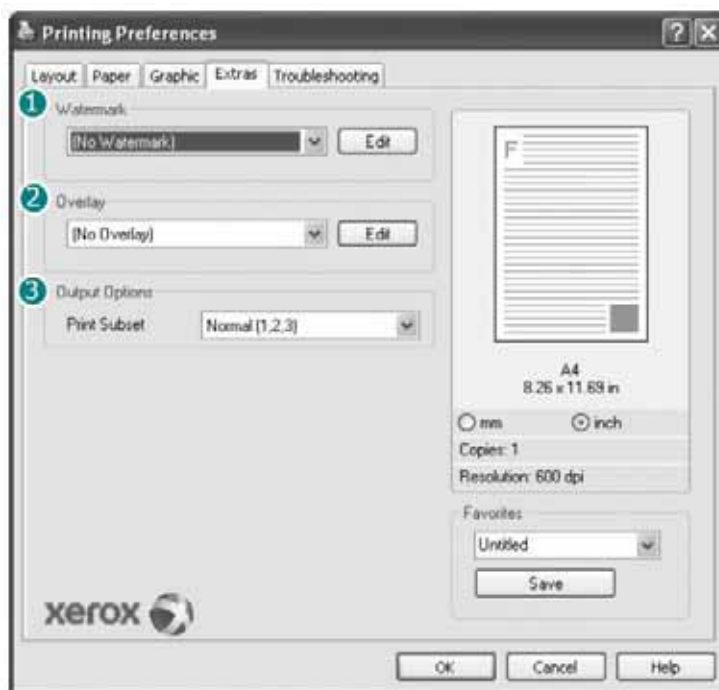 Printing Preferences
Layout Paper Graphic Extras Troubleshooting
1 Watermark
(No Watermark) Edit
2 Overlay
(No Overlay) Edit
3 Output Options
Print Subset Normal (1,2,3)
F
A4
8.26 x 11.69 in
mm inch
Copies: 1
Resolution: 600 dpi
Favorites
Untitled
Save
xerox
OK Cancel Help